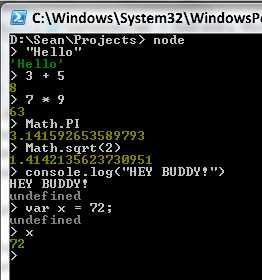 C:\Windows\System32\WindowsPo
D:\Sean\Projects> node
> "Hello"
'Hello'
> 3 + 5
8
> 7 * 9
63
> Math.PI
3.141592653589793
> Math.sqrt(2)
1.4142135623730951
> console.log("HEY BUDDY!")
HEY BUDDY!
undefined
> var x = 72;
undefined
> x
72
>